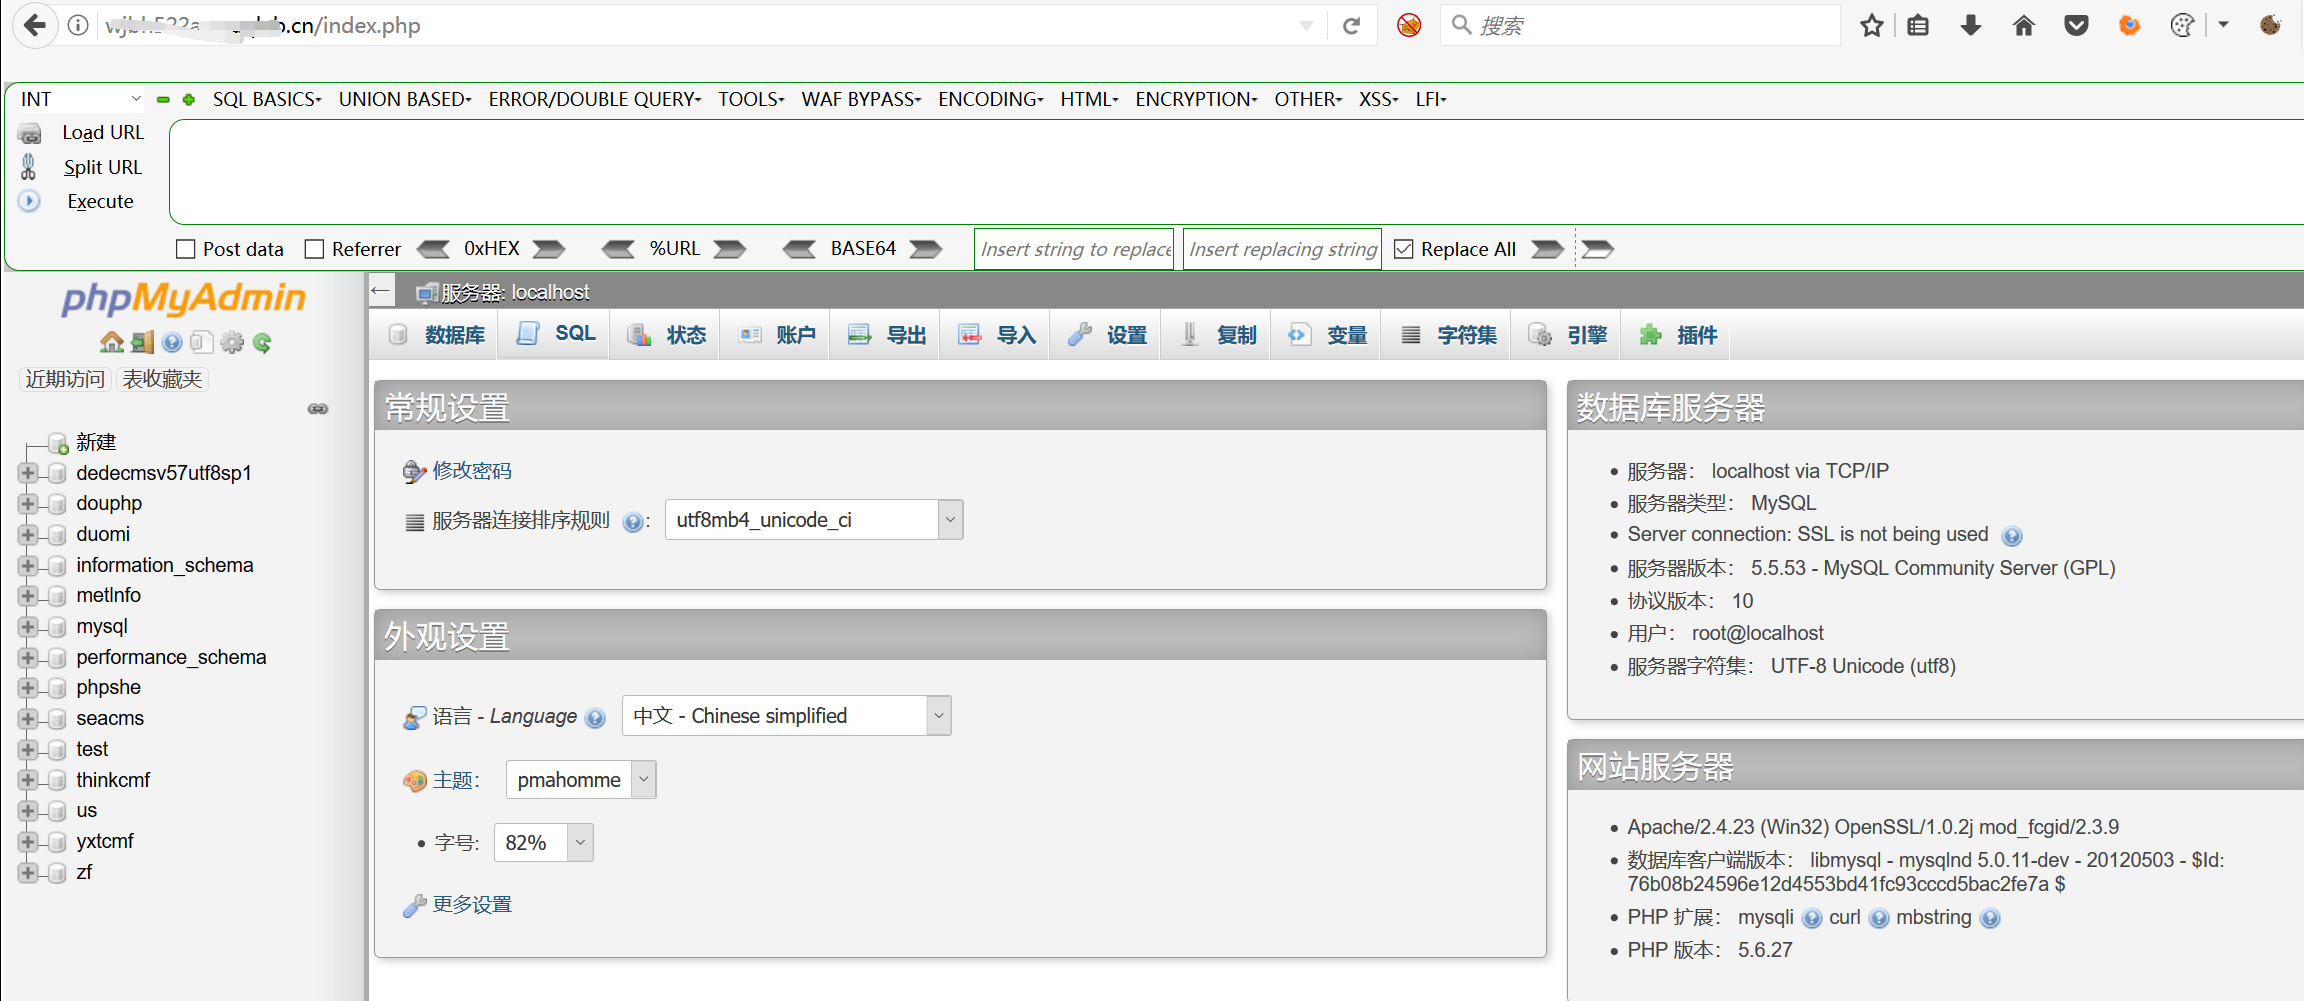 b.cn/index.php
搜索
INT SQL BASICS UNION BASED ERROR/DOUBLE QUERY TOOLS WAF BYPASS ENCODING HTML ENCRYPTION OTHER XSS LFI
Load URL
Split URL
Execute
Post data Referrer 0xHEX %URL BASE64 Insert string to replace Insert replacing string Replace All
phpMyAdmin
近期访问 表收藏夹
新建
dedecmsv57utf8sp1
douphp
duomi
information_schema
metInfo
mysql
performance_schema
phpshe
seacms
test
thinkcmf
us
yxtcmf
zf
服务器: localhost
数据库 SQL 状态 账户 导出 导入 设置 复制 变量 字符集 引擎 插件
常规设置
修改密码
服务器连接排序规则 : utf8mb4_unicode_ci
外观设置
语言 - Language 中文 - Chinese simplified
主题: pmahomme
字号: 82%
更多设置
数据库服务器
服务器: localhost via TCP/IP
服务器类型: MySQL
Server connection: SSL is not being used
服务器版本: 5.5.53 - MySQL Community Server (GPL)
协议版本: 10
用户: root@localhost
服务器字符集: UTF-8 Unicode (utf8)
网站服务器
Apache/2.4.23 (Win32) OpenSSL/1.0.2j mod_fcgid/2.3.9
数据库客户端版本: libmysql - mysqlnd 5.0.11-dev - 20120503 - $Id:
76b08b24596e12d4553bd41fc93cccd5bac2fe7a $
PHP 扩展: mysqli curl mbstring
PHP 版本: 5.6.27